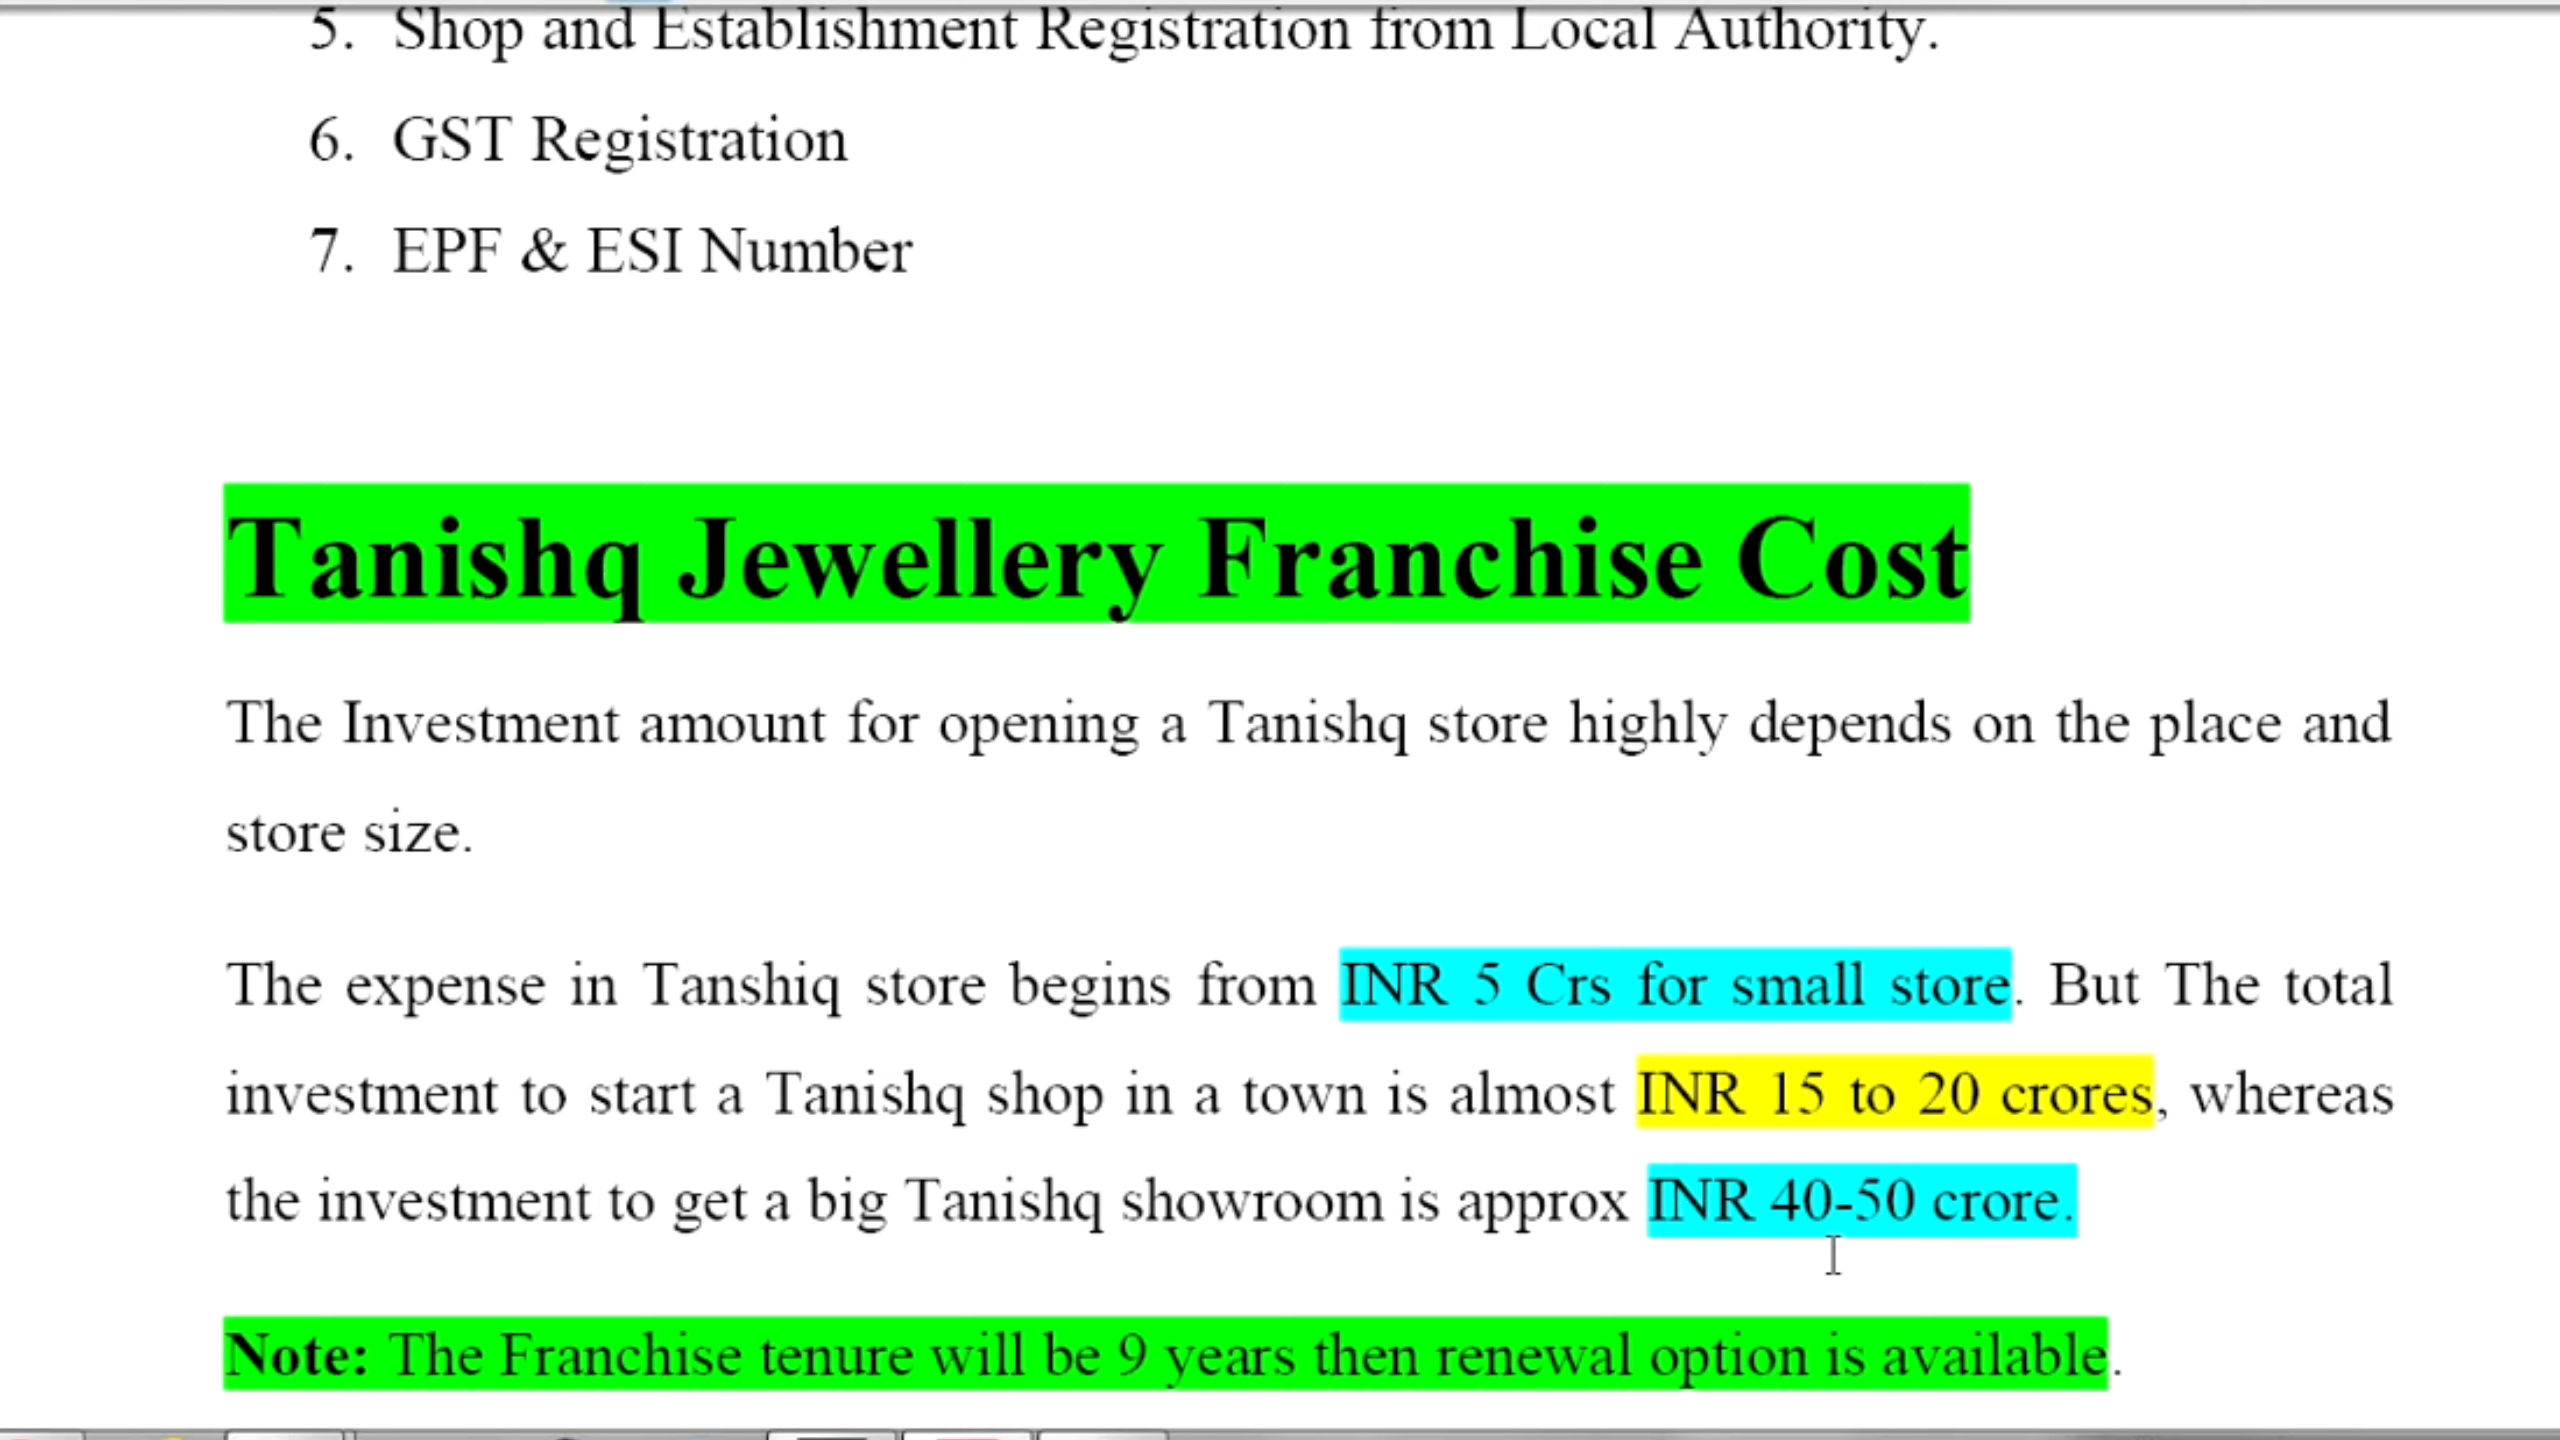 5. Shop and Establishment Registration from Local Authority.
6. GST Registration
7. EPF & ESI Number
Tanishq Jewellery Franchise Cost
The Investment amount for opening a Tanishq store highly depends on the place and
store size.
The expense in Tanshiq store begins from INR 5 Crs for small store. But The total
investment to start a Tanishq shop in a town is almost INR 15 to 20 crores, whereas
the investment to get a big Tanishq showroom is approx INR 40-50 crore.
Note: The Franchise tenure will be 9 years then renewal option is available.